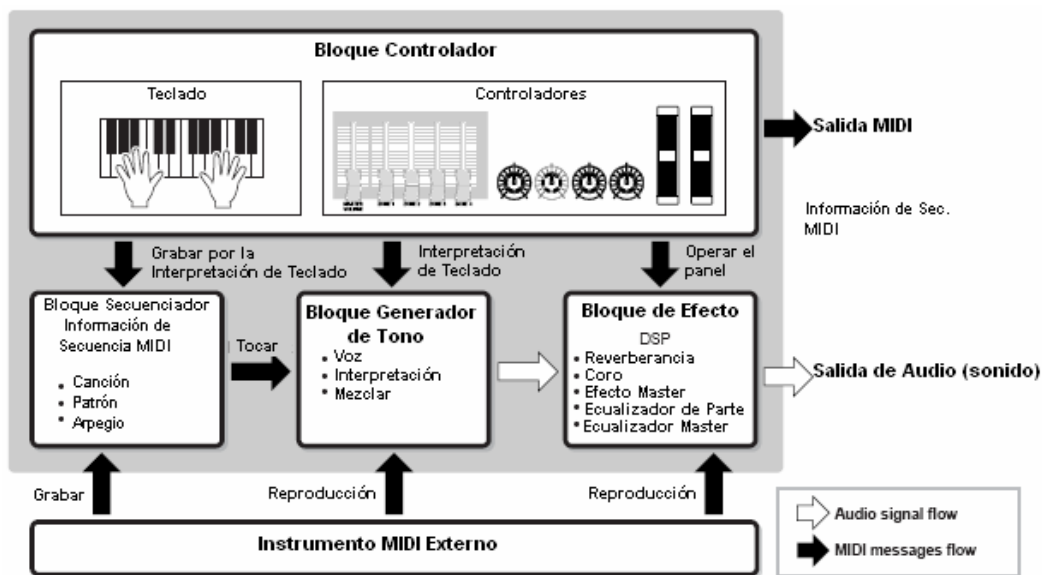 Bloque Controlador
Teclado
Controladores
Salida MIDI
Información de Sec.
MIDI
Grabar por la
Interpretación de Teclado
Interpretación
de Teclado
Operar el
panel
Bloque Secuenciador
Información de
Secuencia MIDI
• Canción
• Patrón
• Arpegio
Tocar
Bloque Generador
de Tono
• Voz
• Interpretación
• Mezclar
Bloque de Efecto
DSP
• Reverberancia
• Coro
• Efecto Master
• Ecualizador de Parte
• Ecualizador Master
Salida de Audio (sonido)
Grabar
Reproducción
Reproducción
Instrumento MIDI Externo
Audio signal flow
MIDI messages flow